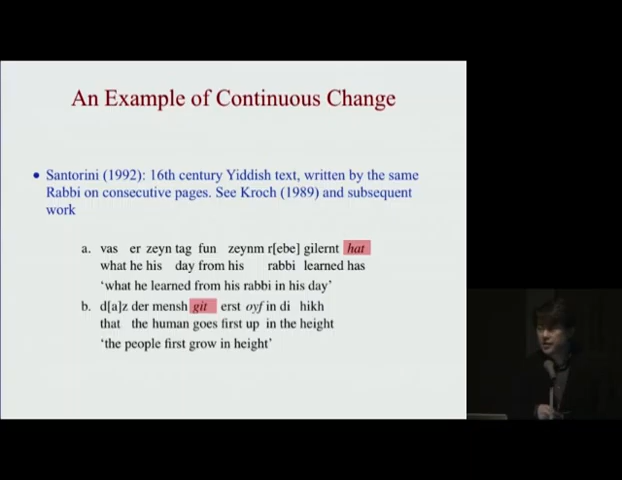 An Example of Continuous Change
• Santorini (1992): 16th century Yiddish text, written by the same
Rabbi on consecutive pages. See Kroch (1989) and subsequent
work
a. vas er zeyn tag fun zeynm r[ebe] gilernt hat
what he his day from his rabbi learned has
‘what he learned from his rabbi in his day’
b. d[a]z der mensh git erst oyf in di hikh
that the human goes first up in the height
‘the people first grow in height’